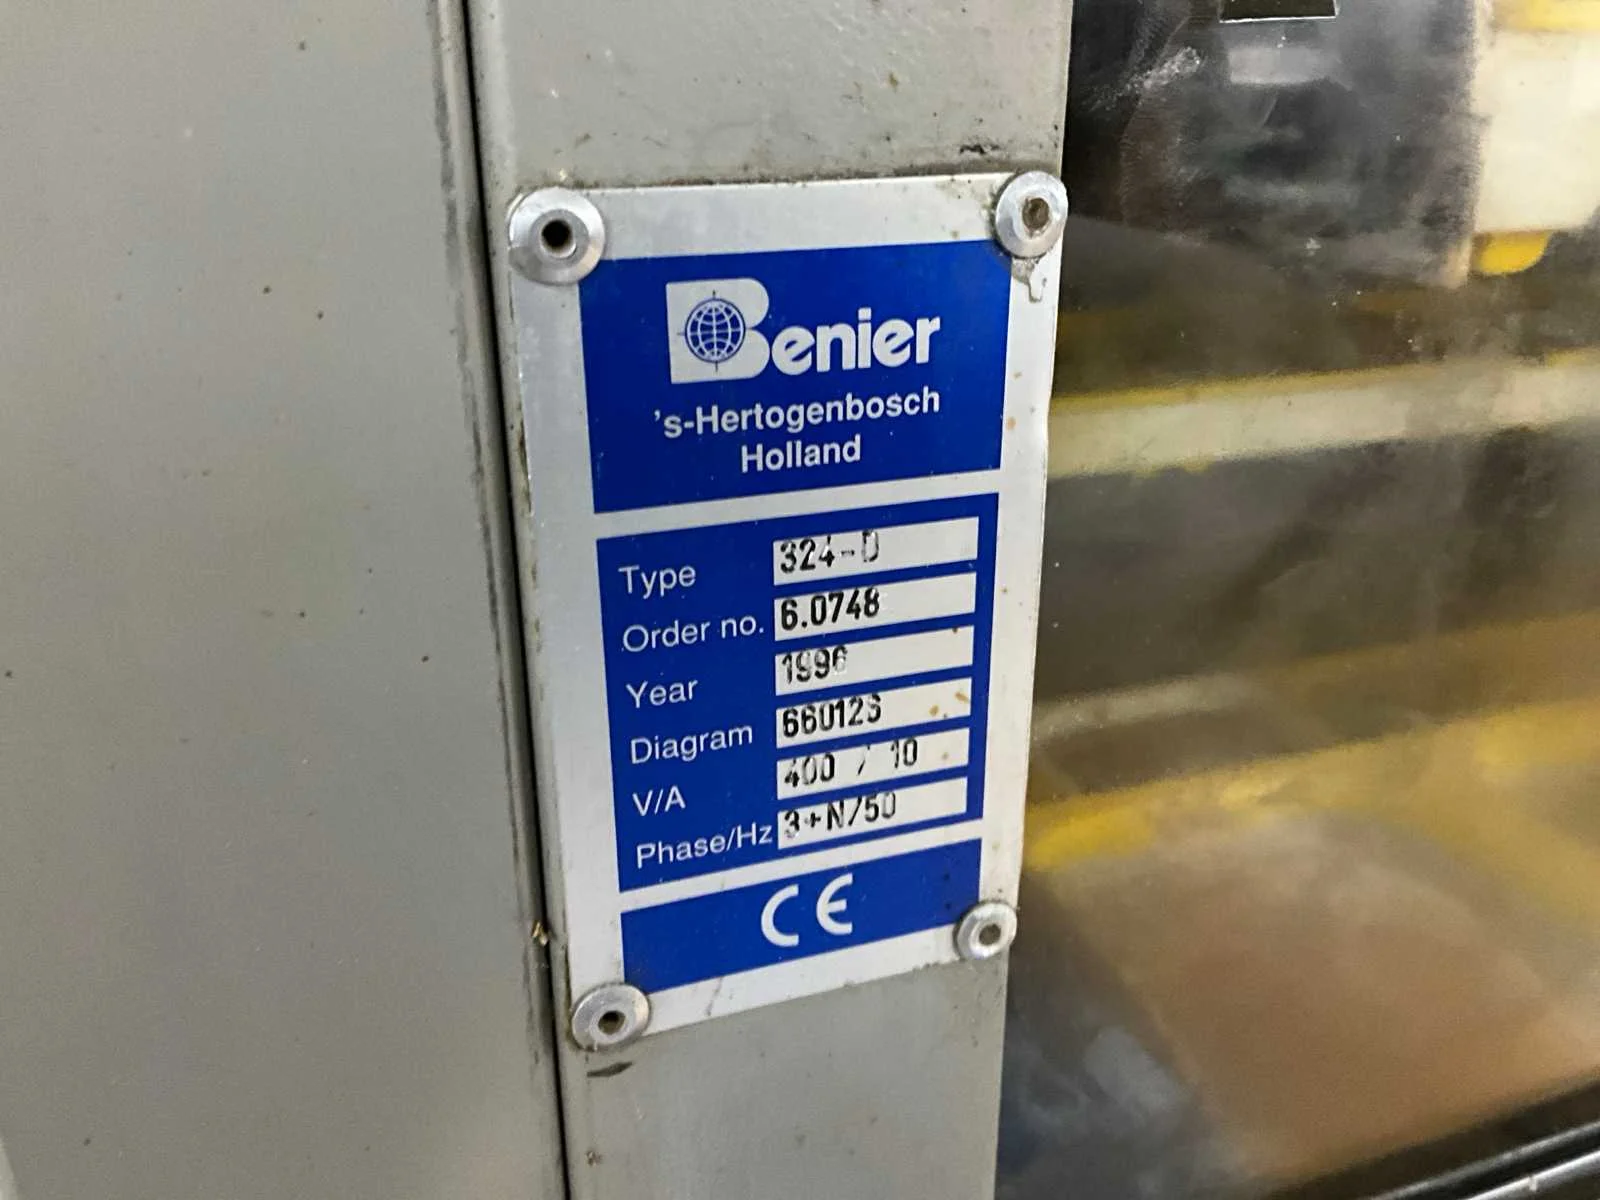 Benier
's-Hertogenbosch
Holland
Type 324-D
Order no. 6.0748
Year 1996
Diagram 660126
V/A 400 / 10
Phase/Hz 3+N/50
CE